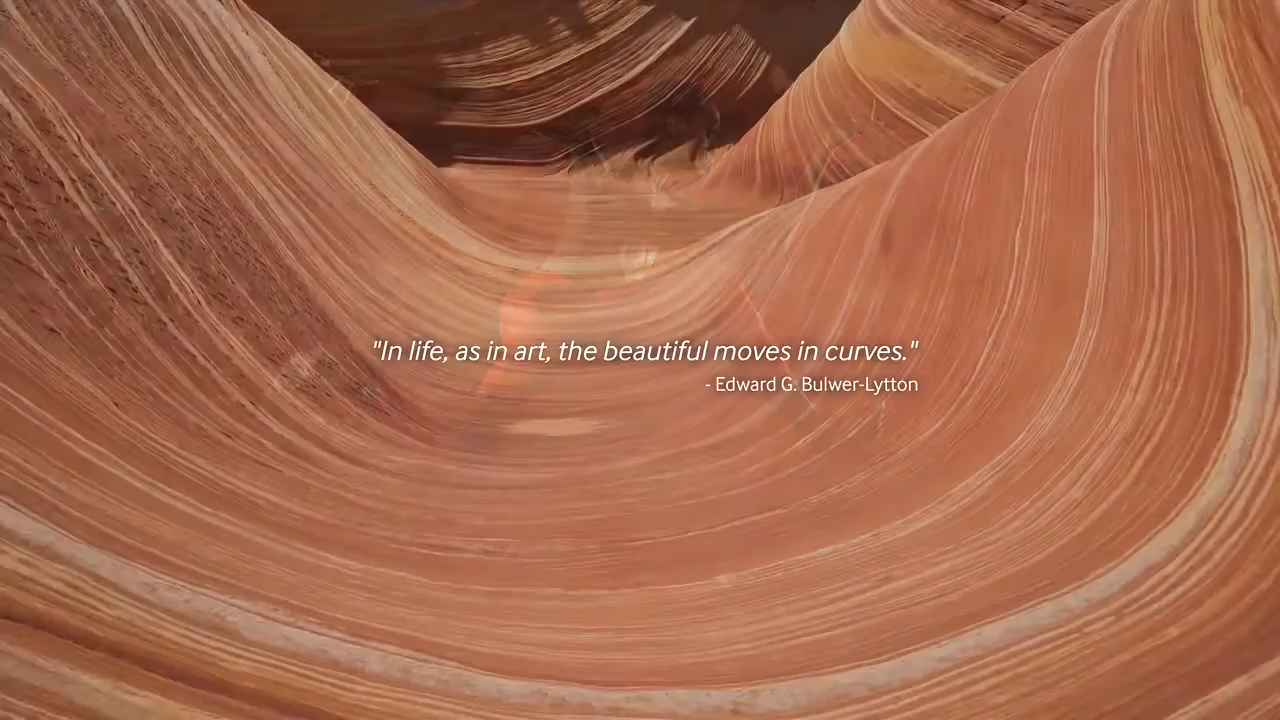 "In life, as in art, the beautiful moves in curves."
- Edward G. Bulwer-Lytton